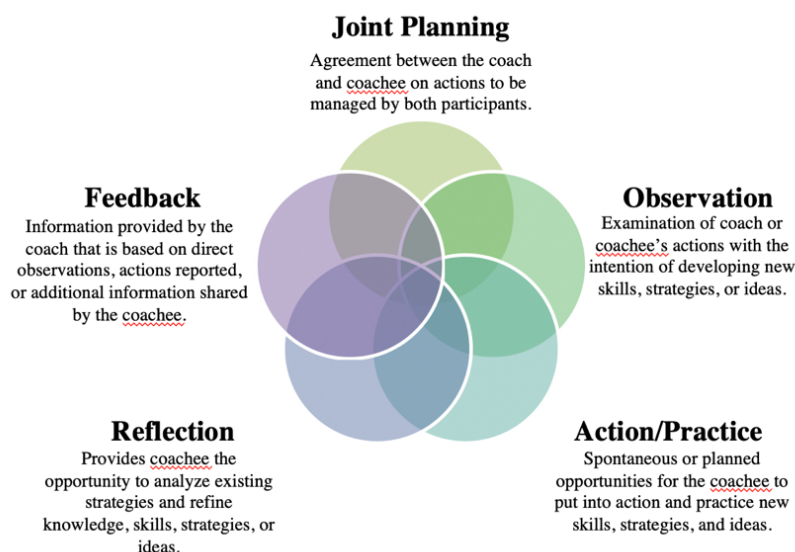 Joint Planning
Agreement between the coach
and coachee on actions to be
managed by both participants.
Feedback
Information provided by the
coach that is based on direct
observations, actions reported,
or additional information shared
by the coachee.
Observation
Examination of coach or
coachee's actions with the
intention of developing new
skills, strategies, or ideas.
Reflection
Provides coachee the
opportunity to analyze existing
strategies and refine
knowledge, skills, strategies, or
ideas.
Action/Practice
Spontaneous or planned
opportunities for the coachee to
put into action and practice new
skills, strategies, and ideas.